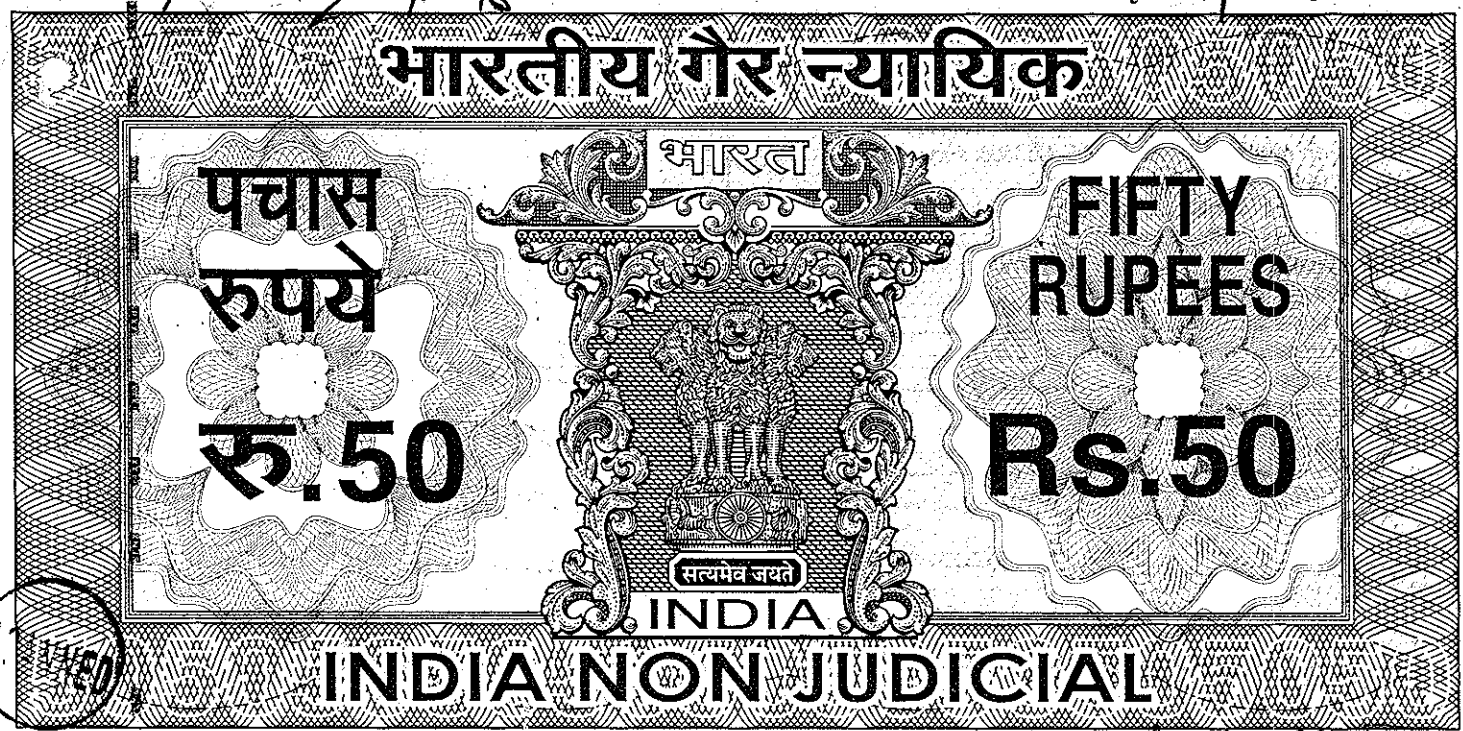 भारतीय गैर न्यायिक
भारत
पचास
रुपये
FIFTY
RUPEES
रु.50
Rs.50
सत्यमेव जयते
INDIA
INDIA NON JUDICIAL